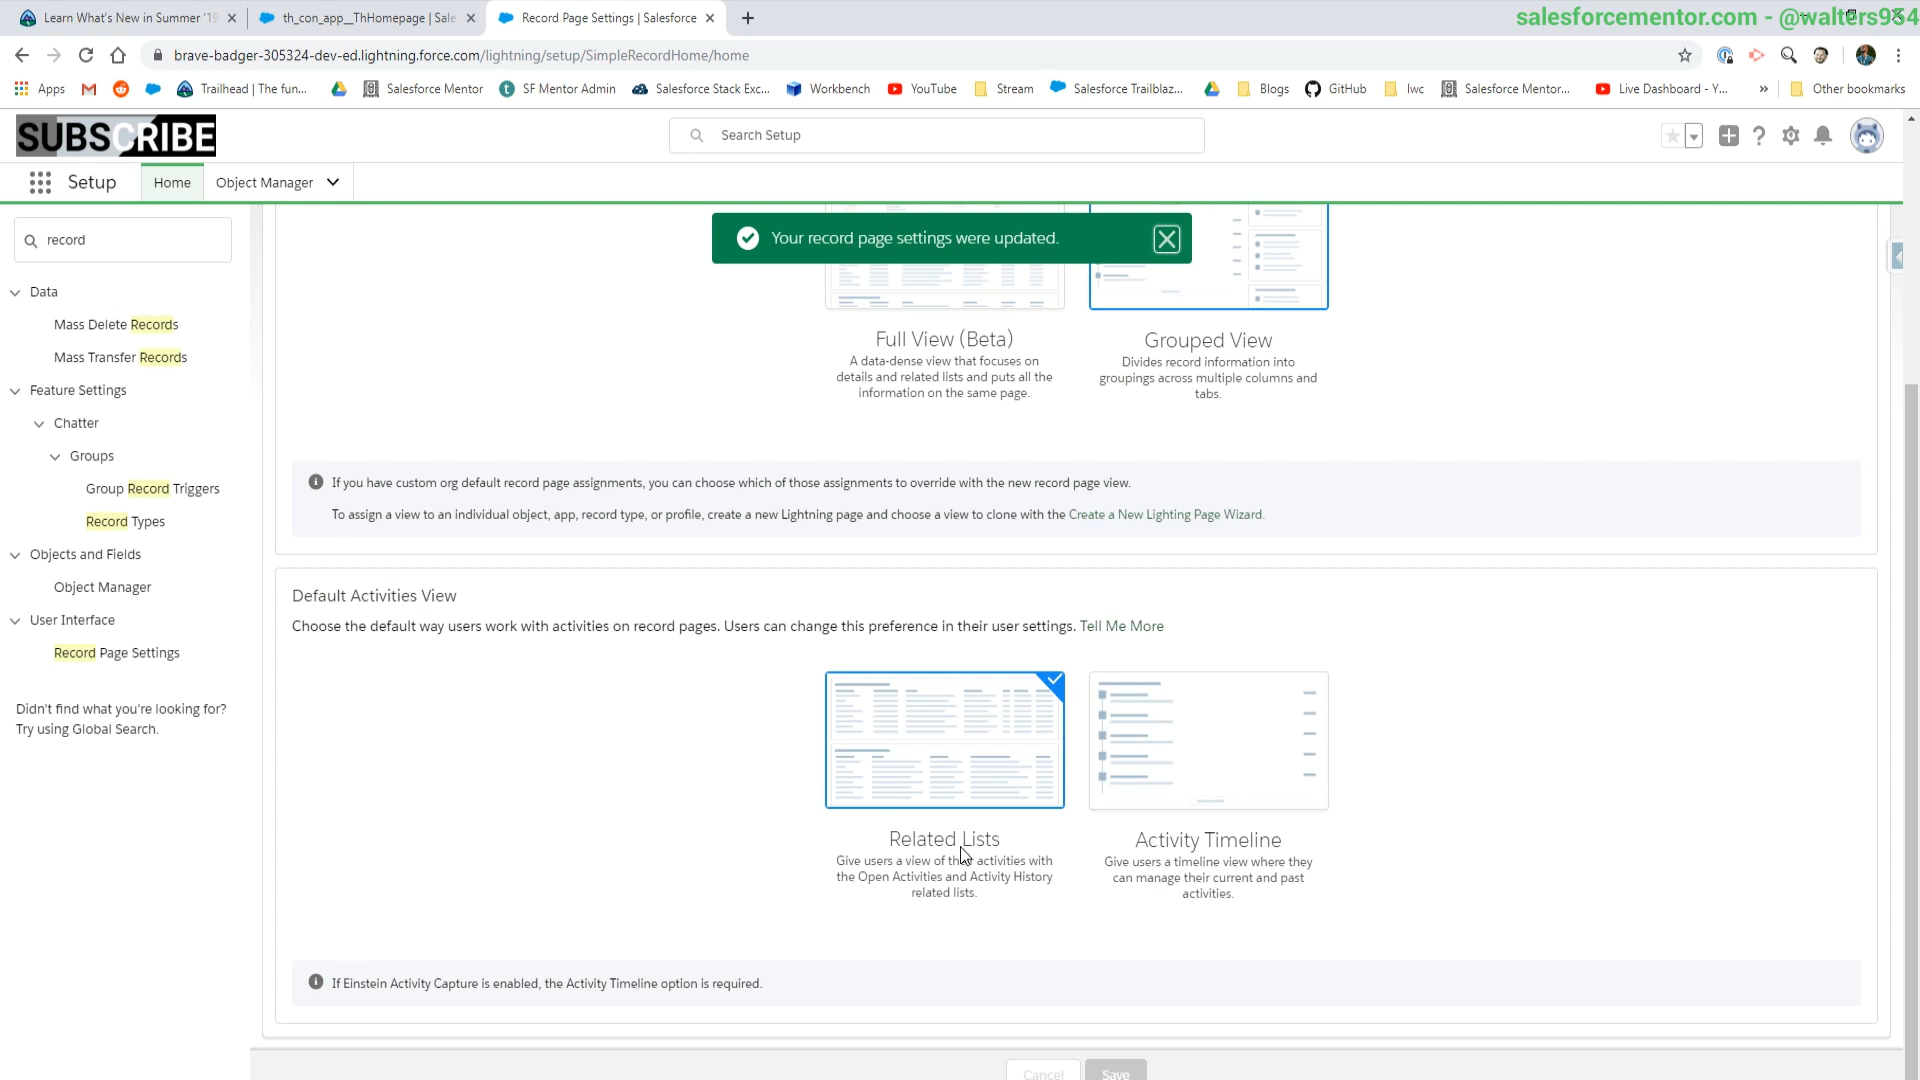 Learn What's New in Summer '19
th_con_app__ThHomepage | Sale
Record Page Settings | Salesforce
salesforcementor.com - @walters954
brave-badger-305324-dev-ed.lightning.force.com/lightning/setup/SimpleRecordHome/home
Apps
Trailhead | The fun...
Salesforce Mentor
SF Mentor Admin
Salesforce Stack Exc...
Workbench
YouTube
Stream
Salesforce Trailblaz...
Blogs
GitHub
lwc
Salesforce Mentor...
Live Dashboard - Y...
»
Other bookmarks
SUBSCRIBE
Search Setup
Setup
Home
Object Manager
record
Your record page settings were updated.
Data
Mass Delete Records
Mass Transfer Records
Feature Settings
Chatter
Groups
Group Record Triggers
Record Types
Objects and Fields
Object Manager
User Interface
Record Page Settings
Didn't find what you're looking for?
Try using Global Search.
Full View (Beta)
A data-dense view that focuses on
details and related lists and puts all the
information on the same page.
Grouped View
Divides record information into
groupings across multiple columns and
tabs.
If you have custom org default record page assignments, you can choose which of those assignments to override with the new record page view.
To assign a view to an individual object, app, record type, or profile, create a new Lightning page and choose a view to clone with the Create a New Lighting Page Wizard.
Default Activities View
Choose the default way users work with activities on record pages. Users can change this preference in their user settings. Tell Me More
Related Lists
Give users a view of their activities with
the Open Activities and Activity History
related lists.
Activity Timeline
Give users a timeline view where they
can manage their current and past
activities.
If Einstein Activity Capture is enabled, the Activity Timeline option is required.
Cancel
Save